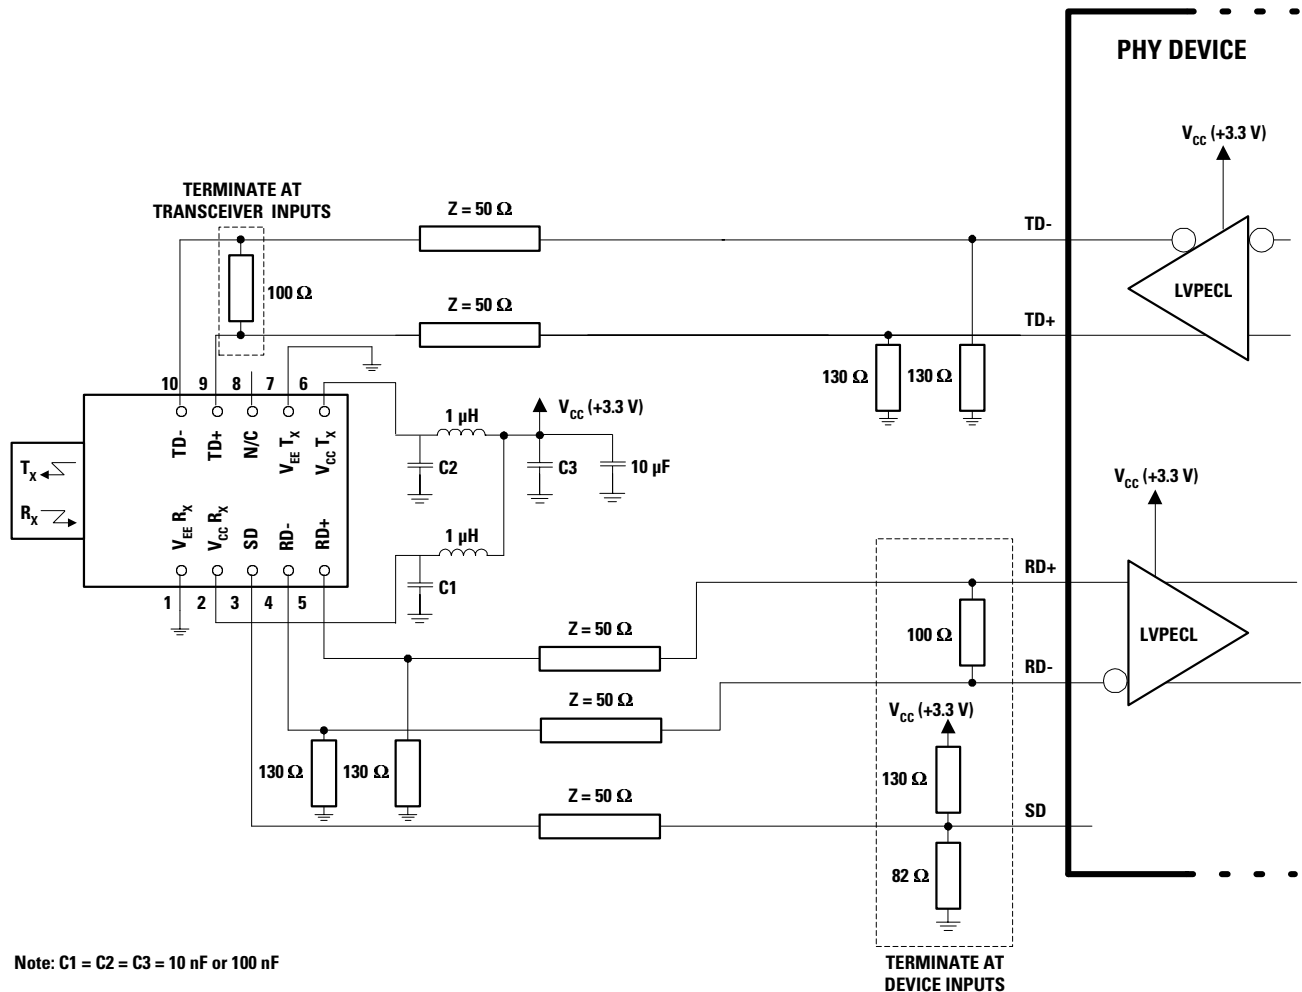 PHY DEVICE
V_CC (+3.3 V)
TERMINATE AT
TRANSCEIVER INPUTS
Z = 50 Ω
TD-
LVPECL
100 Ω
Z = 50 Ω
TD+
130 Ω
130 Ω
10
9
8
7
6
TD-
TD+
N/C
V_EE T_X
V_CC T_X
1 µH
V_CC (+3.3 V)
C2
C3
10 µF
T_X
R_X
V_EE R_X
V_CC R_X
SD
RD-
RD+
1 µH
C1
1
2
3
4
5
V_CC (+3.3 V)
RD+
LVPECL
100 Ω
RD-
Z = 50 Ω
Z = 50 Ω
V_CC (+3.3 V)
130 Ω
130 Ω
130 Ω
Z = 50 Ω
SD
82 Ω
Note: C1 = C2 = C3 = 10 nF or 100 nF
TERMINATE AT
DEVICE INPUTS